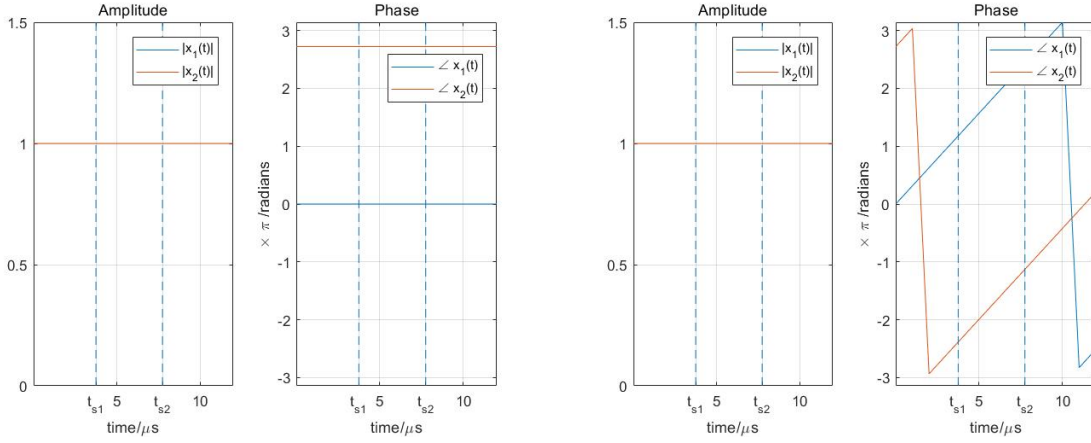 Amplitude
1.5
1
0.5
0
|x1(t)|
|x2(t)|
ts1 5 ts2 10
time/μs
Phase
3
2
1
0
-1
-2
-3
× π /radians
∠ x1(t)
∠ x2(t)
ts1 5 ts2 10
time/μs
Amplitude
1.5
1
0.5
0
|x1(t)|
|x2(t)|
ts1 5 ts2 10
time/μs
Phase
3
2
1
0
-1
-2
-3
× π /radians
∠ x1(t)
∠ x2(t)
ts1 5 ts2 10
time/μs